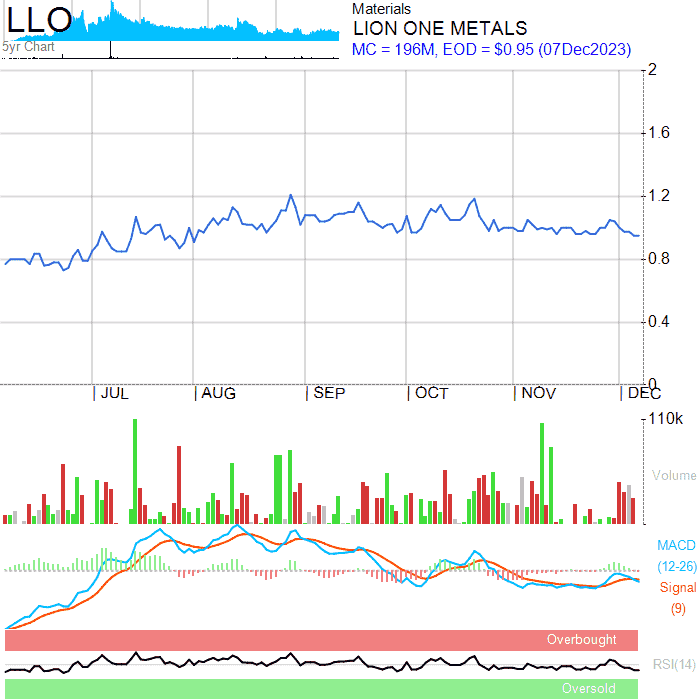 LLO
5yr Chart
Materials
LION ONE METALS
MC = 196M, EOD = $0.95 (07Dec2023)
2
1.6
1.2
0.8
0.4
0
JUL AUG SEP OCT NOV DEC
110k
Volume
MACD
(12-26)
Signal
(9)
Overbought
RSI(14)
Oversold